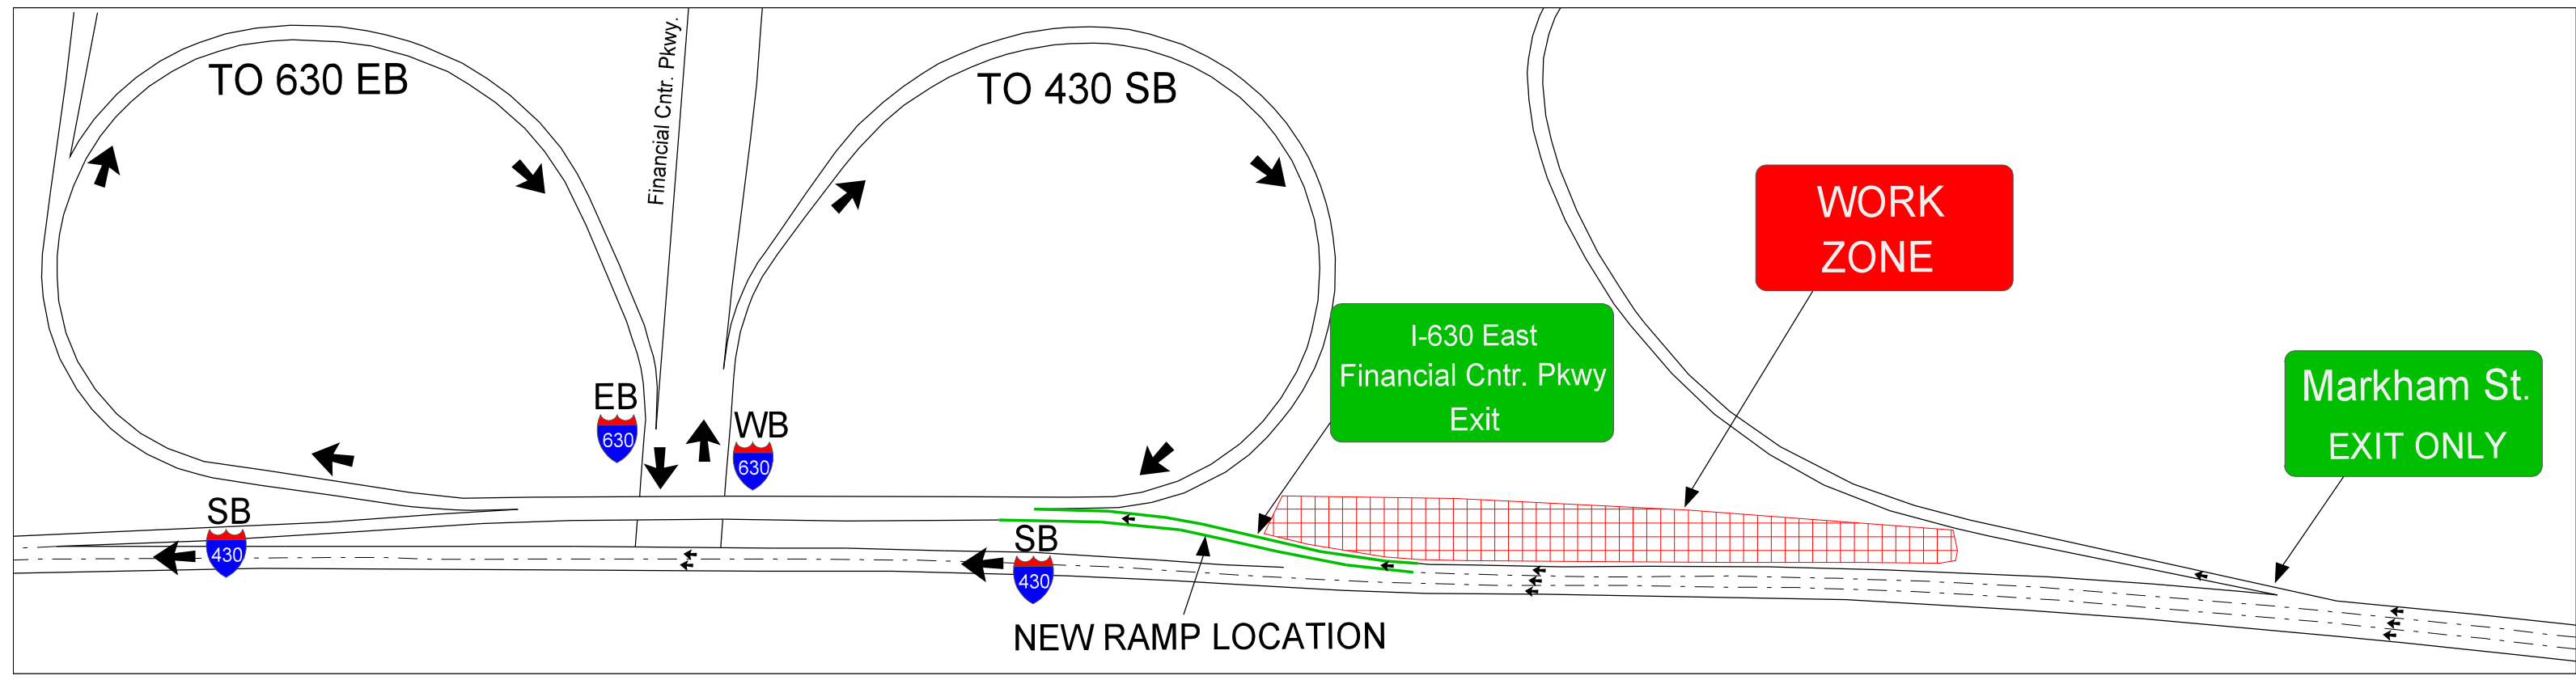 TO 630 EB
Financial Cntr. Pkwy.
TO 430 SB
WORK
ZONE
I-630 East
Financial Cntr. Pkwy
Exit
Markham St.
EXIT ONLY
EB
630
WB
630
SB
430
SB
430
NEW RAMP LOCATION